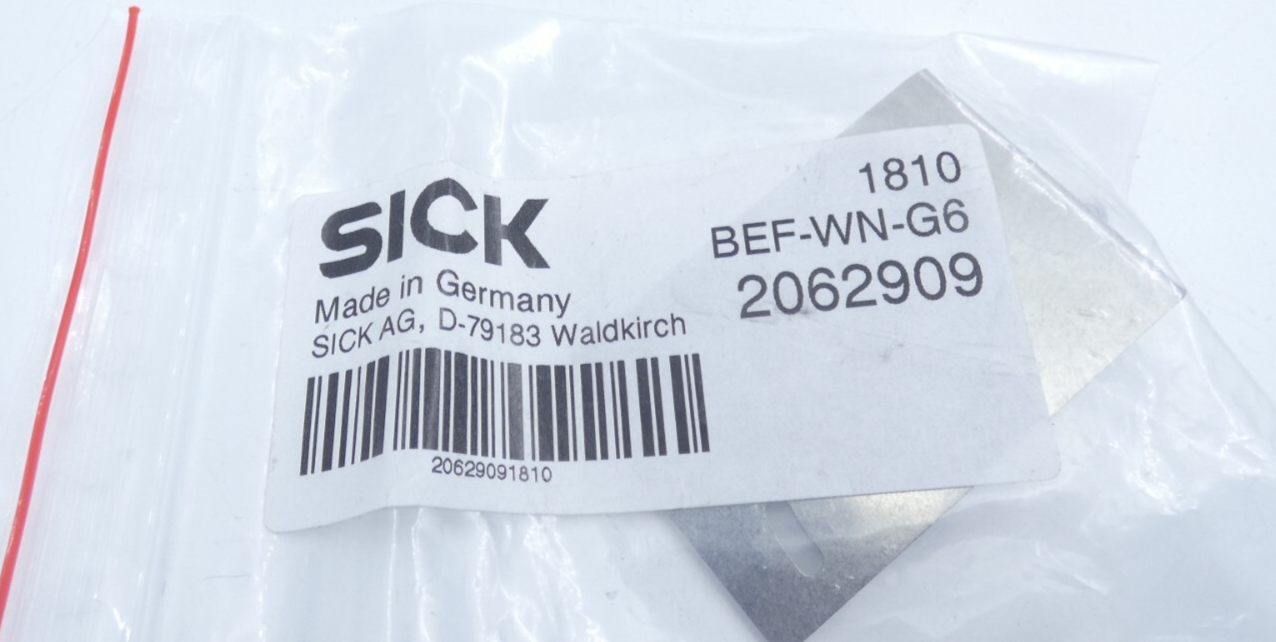 SICK
Made in Germany
SICK AG, D-79183 Waldkirch
20629091810
1810
BEF-WN-G6
2062909